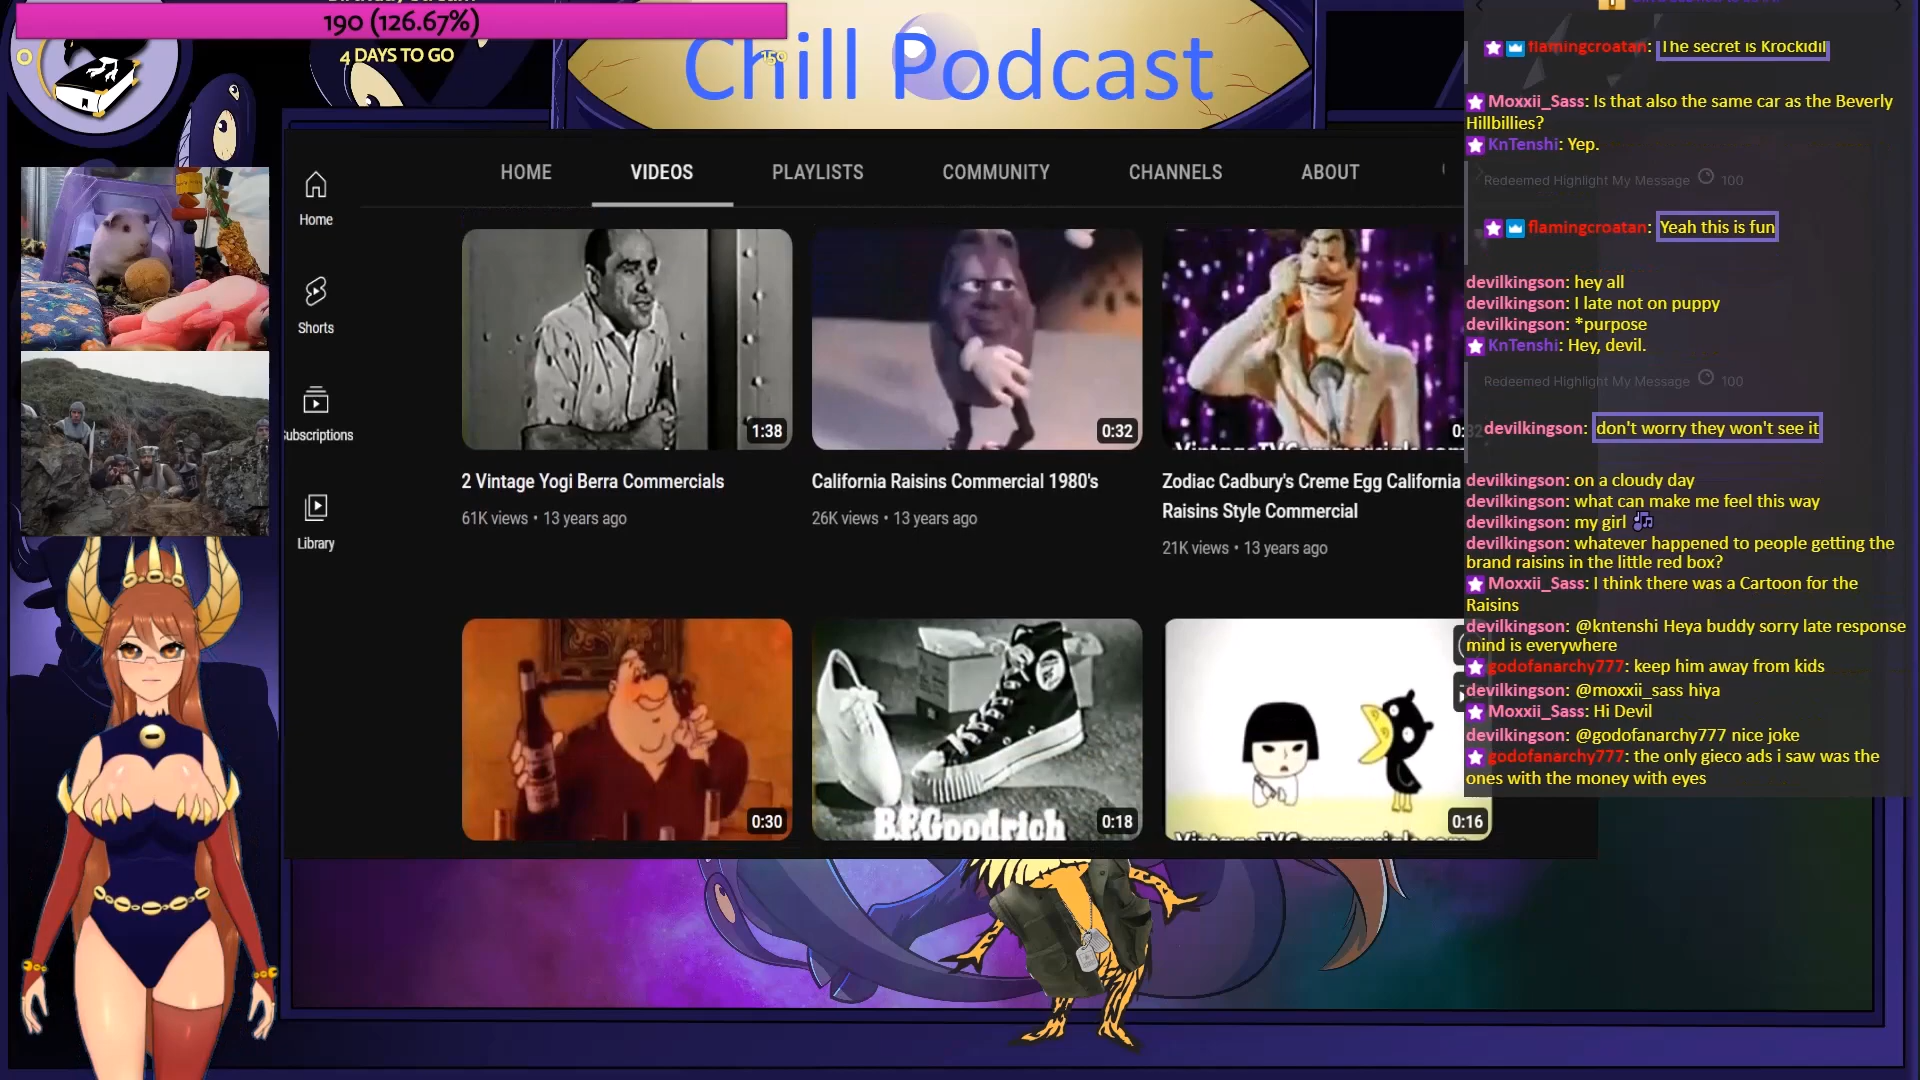 190 (126.67%)
4 DAYS TO GO
150
Chill Podcast
Home
Shorts
Subscriptions
Library
HOME
VIDEOS
PLAYLISTS
COMMUNITY
CHANNELS
ABOUT
1:38
0:32
2 Vintage Yogi Berra Commercials
61K views • 13 years ago
California Raisins Commercial 1980's
26K views • 13 years ago
Zodiac Cadbury's Creme Egg California
Raisins Style Commercial
21K views • 13 years ago
0:30
B.F.Goodrich
0:18
0:16
flamingcroatan: The secret is Krockidil
Moxxii_Sass: Is that also the same car as the Beverly
Hillbillies?
KnTenshi: Yep.
Redeemed Highlight My Message 100
flamingcroatan: Yeah this is fun
devilkingson: hey all
devilkingson: I late not on puppy
devilkingson: *purpose
KnTenshi: Hey, devil.
Redeemed Highlight My Message 100
devilkingson: don't worry they won't see it
devilkingson: on a cloudy day
devilkingson: what can make me feel this way
devilkingson: my girl 🎶
devilkingson: whatever happened to people getting the
brand raisins in the little red box?
Moxxii_Sass: I think there was a Cartoon for the
Raisins
devilkingson: @kntenshi Heya buddy sorry late response
mind is everywhere
godofanarchy777: keep him away from kids
devilkingson: @moxxii_sass hiya
Moxxii_Sass: Hi Devil
devilkingson: @godofanarchy777 nice joke
godofanarchy777: the only gieco ads i saw was the
ones with the money with eyes